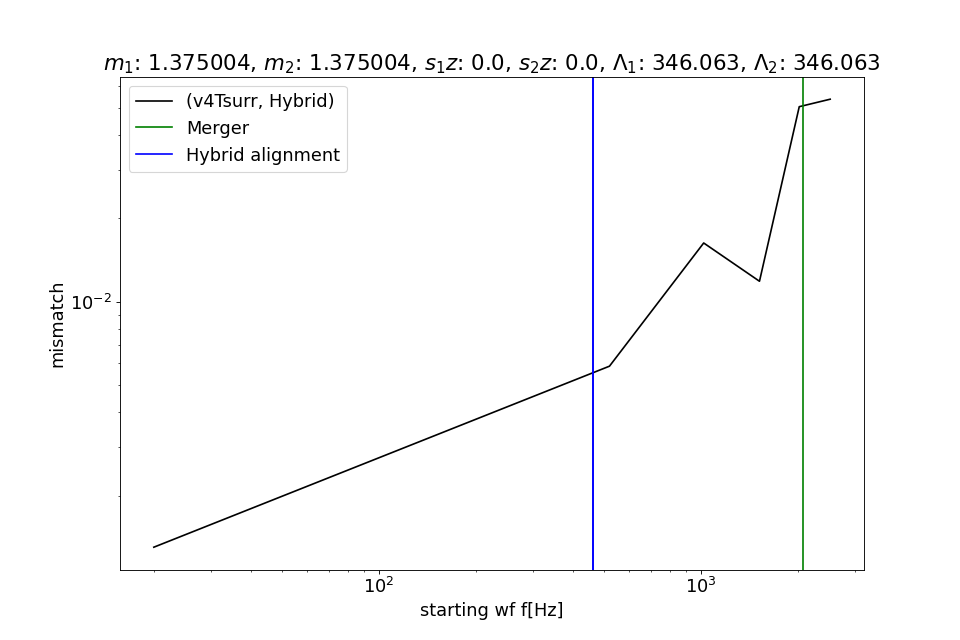 m₁: 1.375004, m₂: 1.375004, s₁z: 0.0, s₂z: 0.0, Λ₁: 346.063, Λ₂: 346.063
(v4Tsurr, Hybrid)
Merger
Hybrid alignment
mismatch
10⁻²
10² 10³
starting wf f[Hz]